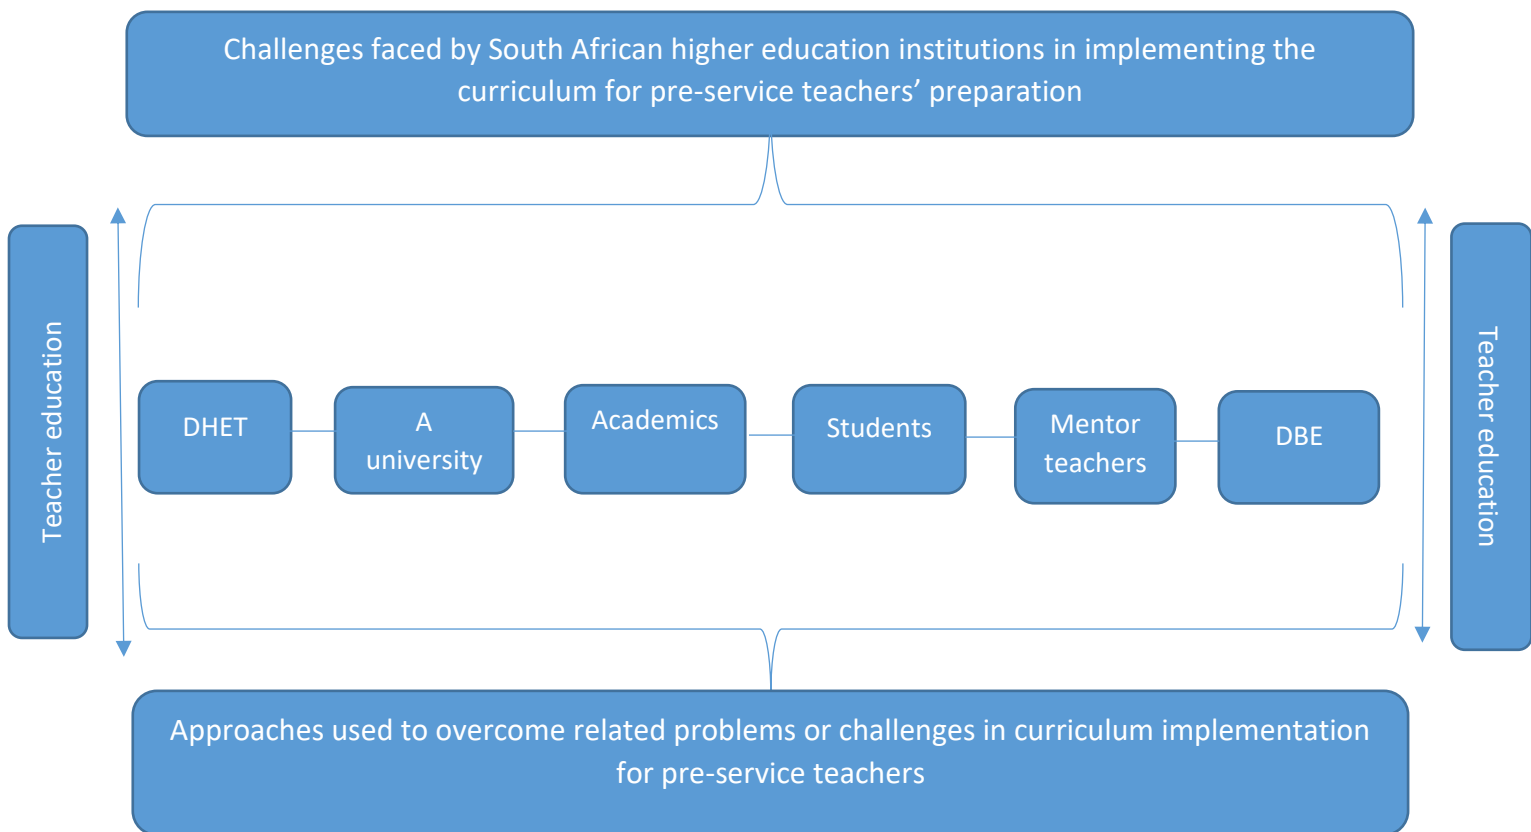 Challenges faced by South African higher education institutions in implementing the
curriculum for pre-service teachers’ preparation
Teacher education
DHET
A
university
Academics
Students
Mentor
teachers
DBE
Teacher education
Approaches used to overcome related problems or challenges in curriculum implementation
for pre-service teachers